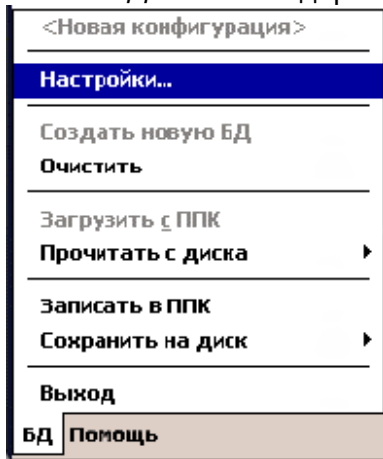 <Новая конфигурация>
Настройки...
Создать новую БД
Очистить
Загрузить с ППК
Прочитать с диска
Записать в ППК
Сохранить на диск
Выход
БД Помощь